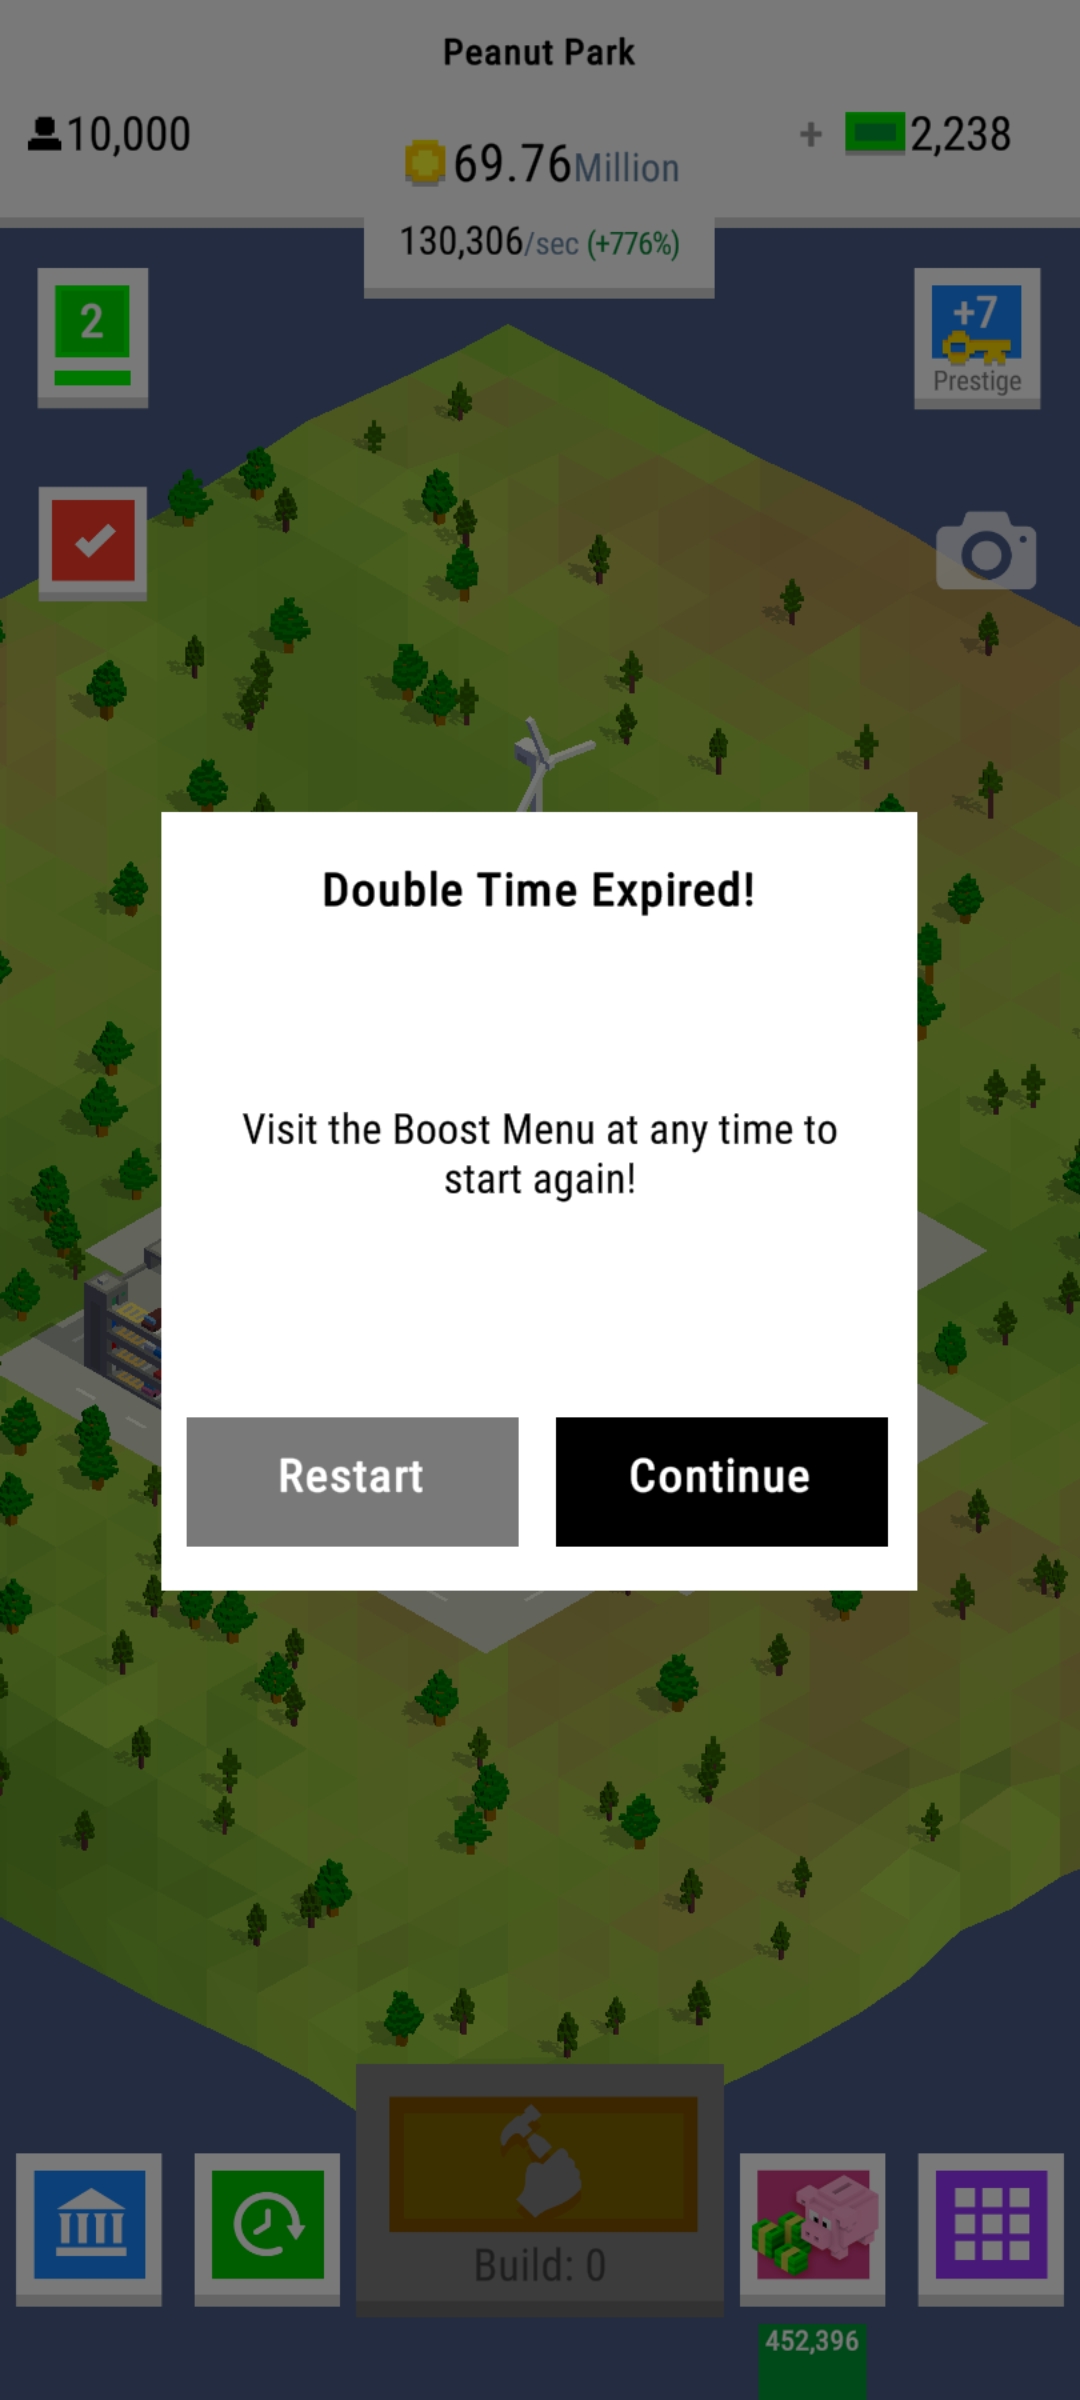 Peanut Park
10,000
69.76Million
+ 2,238
130,306/sec (+776%)
2
+7
Prestige
Double Time Expired!
Visit the Boost Menu at any time to
start again!
Restart
Continue
Build: 0
452,396